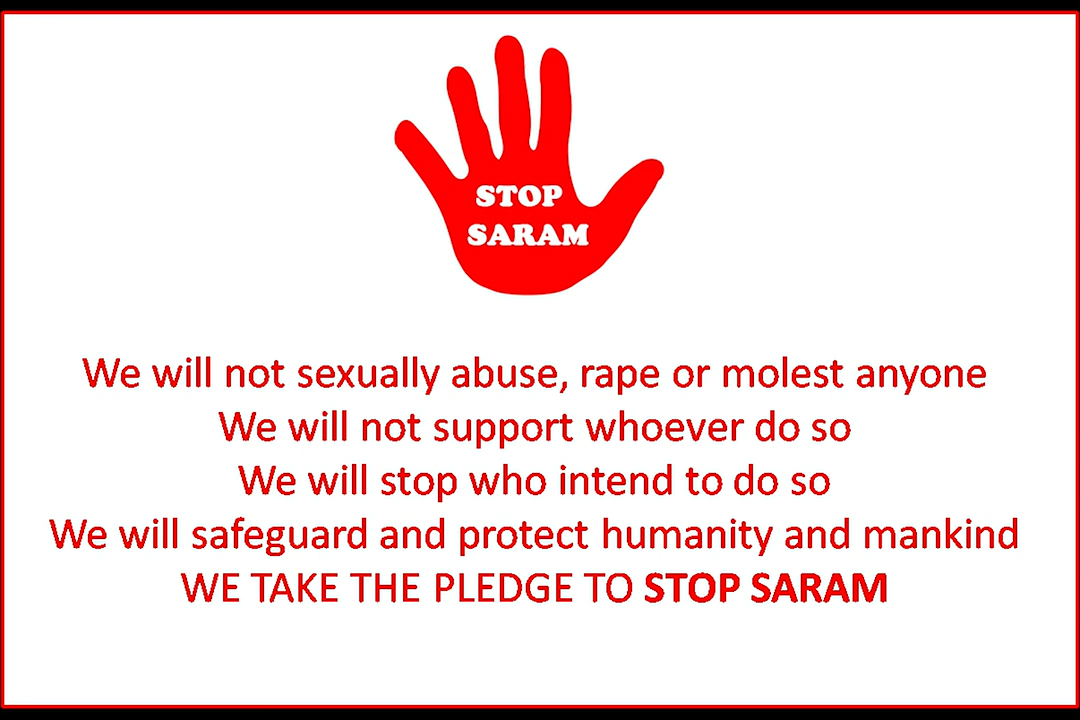 STOP
SARAM
We will not sexually abuse, rape or molest anyone
We will not support whoever do so
We will stop who intend to do so
We will safeguard and protect humanity and mankind
WE TAKE THE PLEDGE TO STOP SARAM